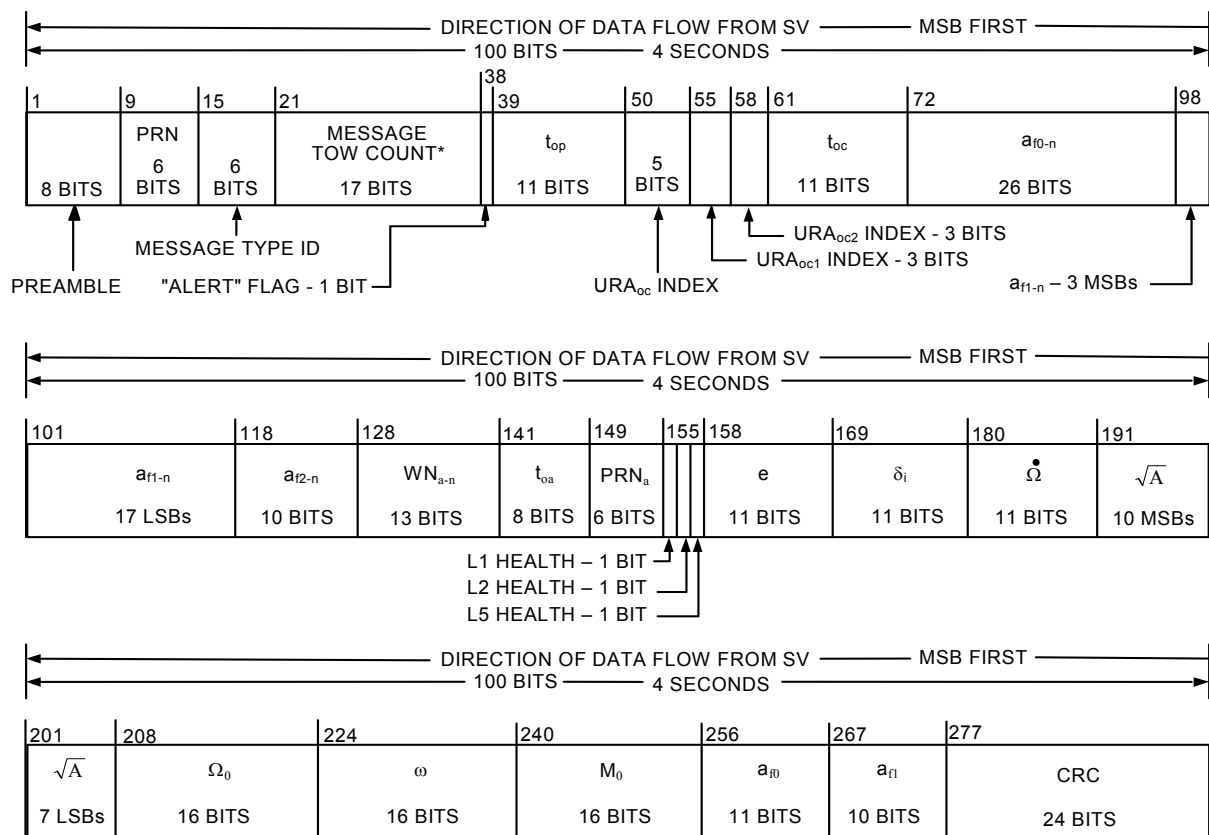 DIRECTION OF DATA FLOW FROM SV MSB FIRST
100 BITS 4 SECONDS
1 9 15 21 38 39 50 55 58 61 72 98
8 BITS
PRN
6
BITS
6
BITS
MESSAGE
TOW COUNT*
17 BITS
t_op
11 BITS
5
BITS
t_oc
11 BITS
a_f0-n
26 BITS
URA_oc2 INDEX - 3 BITS
URA_oc1 INDEX - 3 BITS
MESSAGE TYPE ID
PREAMBLE
"ALERT" FLAG - 1 BIT
URA_oc INDEX
a_f1-n – 3 MSBs
DIRECTION OF DATA FLOW FROM SV MSB FIRST
100 BITS 4 SECONDS
101 118 128 141 149 155 158 169 180 191
a_f1-n
17 LSBs
a_f2-n
10 BITS
WN_a-n
13 BITS
t_oa
8 BITS
PRN_a
6 BITS
e
11 BITS
δ_i
11 BITS
Ω̇
11 BITS
√A
10 MSBs
L1 HEALTH – 1 BIT
L2 HEALTH – 1 BIT
L5 HEALTH – 1 BIT
DIRECTION OF DATA FLOW FROM SV MSB FIRST
100 BITS 4 SECONDS
201 208 224 240 256 267 277
√A
7 LSBs
Ω_0
16 BITS
ω
16 BITS
M_0
16 BITS
a_f0
11 BITS
a_f1
10 BITS
CRC
24 BITS